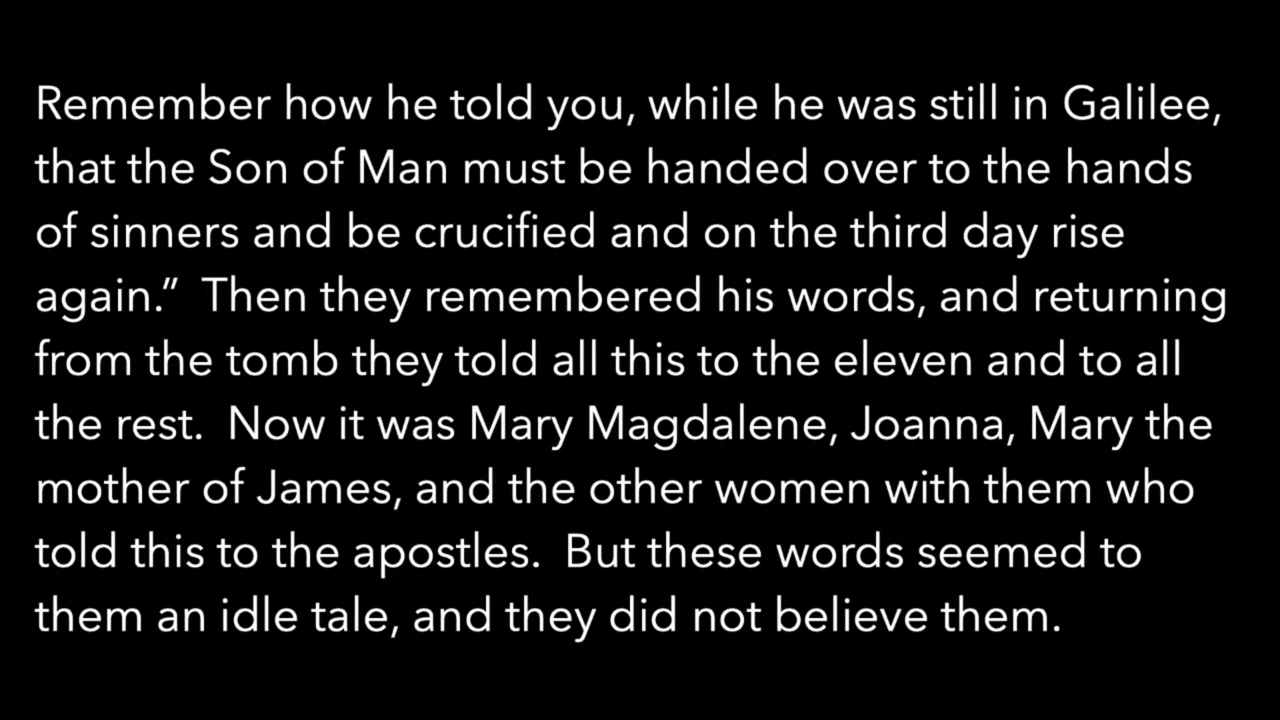 Remember how he told you, while he was still in Galilee,
that the Son of Man must be handed over to the hands
of sinners and be crucified and on the third day rise
again.”  Then they remembered his words, and returning
from the tomb they told all this to the eleven and to all
the rest.  Now it was Mary Magdalene, Joanna, Mary the
mother of James, and the other women with them who
told this to the apostles.  But these words seemed to
them an idle tale, and they did not believe them.